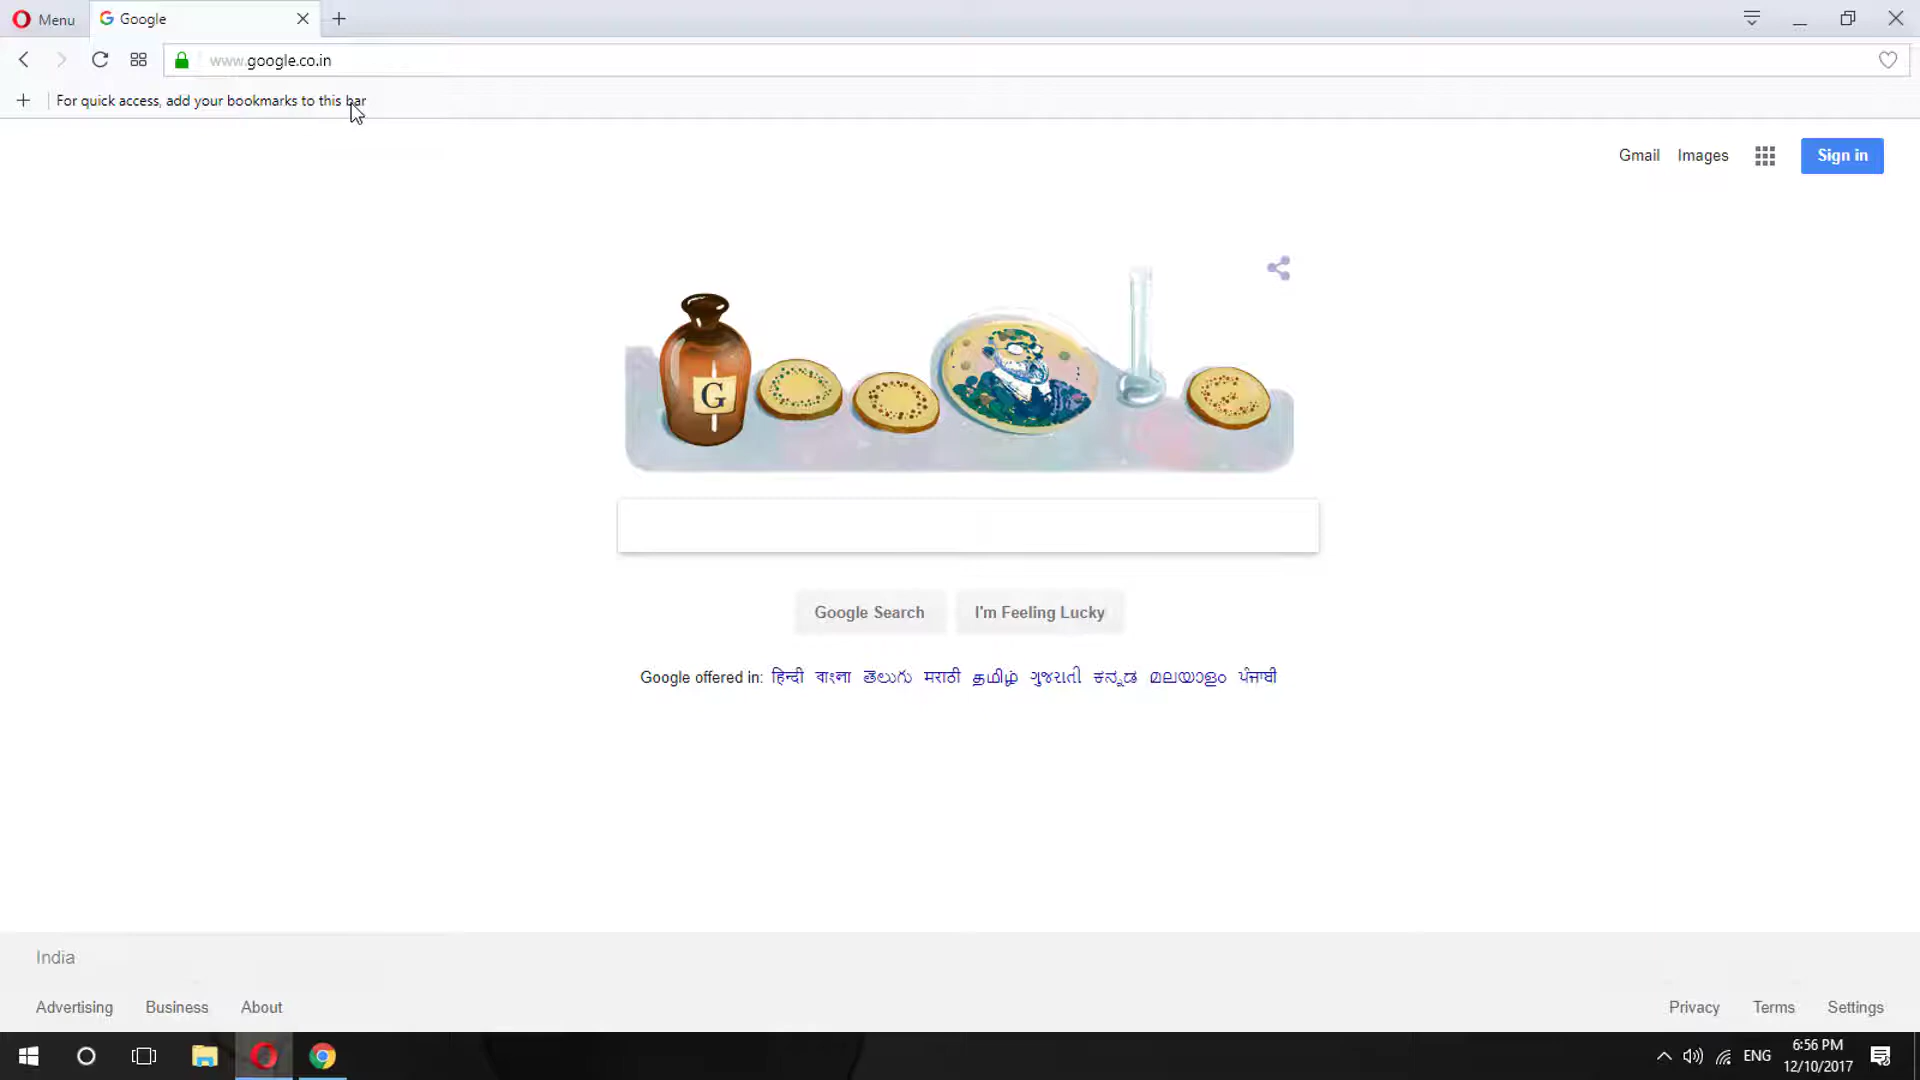 Menu
Google
www.google.co.in
For quick access, add your bookmarks to this bar
Gmail Images Sign in
G
Google Search I'm Feeling Lucky
Google offered in: हिन्दी বাংলা తెలుగు मराठी தமிழ் ગુજરાતી ಕನ್ನಡ മലയാളം ਪੰਜਾਬੀ
India
Advertising Business About Privacy Terms Settings
ENG
6:56 PM
12/10/2017